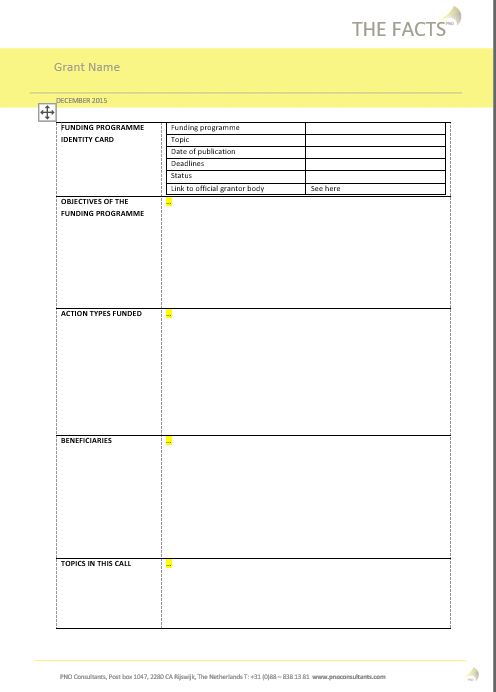 THE FACTS
PNO
Grant Name
DECEMBER 2015
FUNDING PROGRAMME
IDENTITY CARD
Funding programme
Topic
Date of publication
Deadlines
Status
Link to official grantor body See here
OBJECTIVES OF THE
FUNDING PROGRAMME
...
ACTION TYPES FUNDED
...
BENEFICIARIES
...
TOPICS IN THIS CALL
...
PNO Consultants, Post box 1047, 2280 CA Rijswijk, The Netherlands T: +31 (0)88 – 838 13 81 www.pnoconsultants.com
PNO